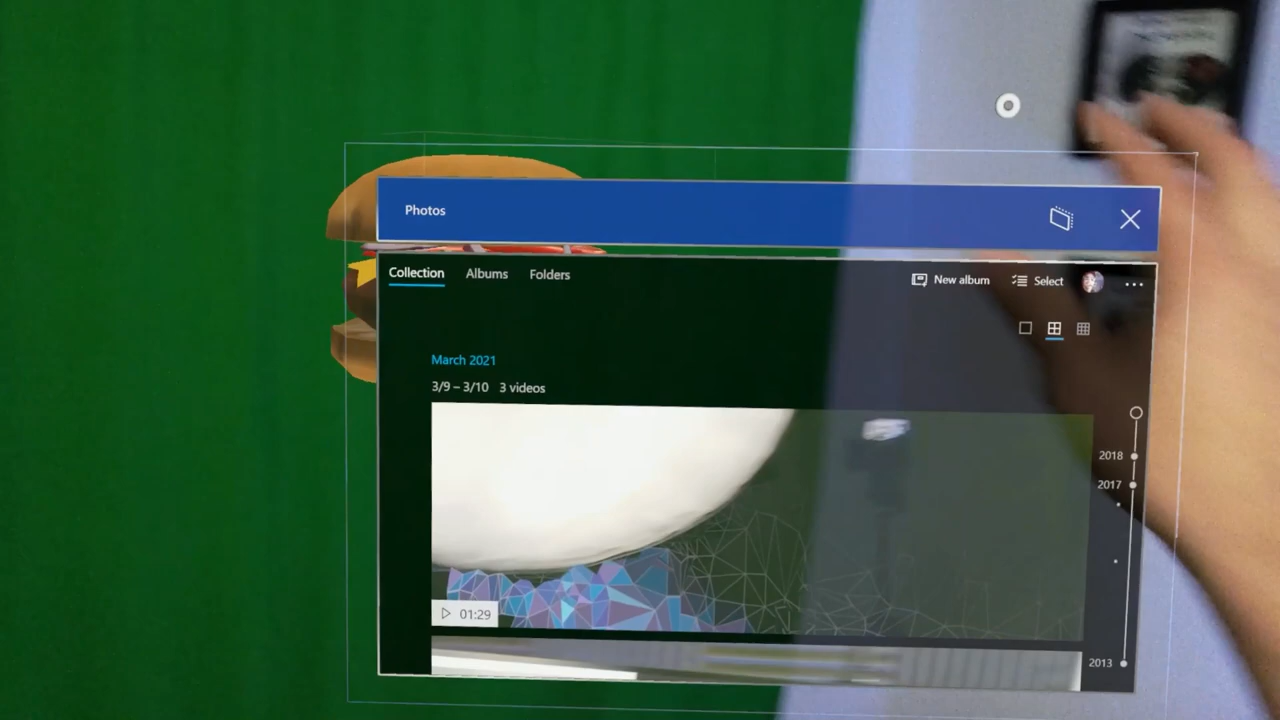 Photos
Collection Albums Folders
New album Select
March 2021
3/9 – 3/10 3 videos
2018
2017
01:29
2013